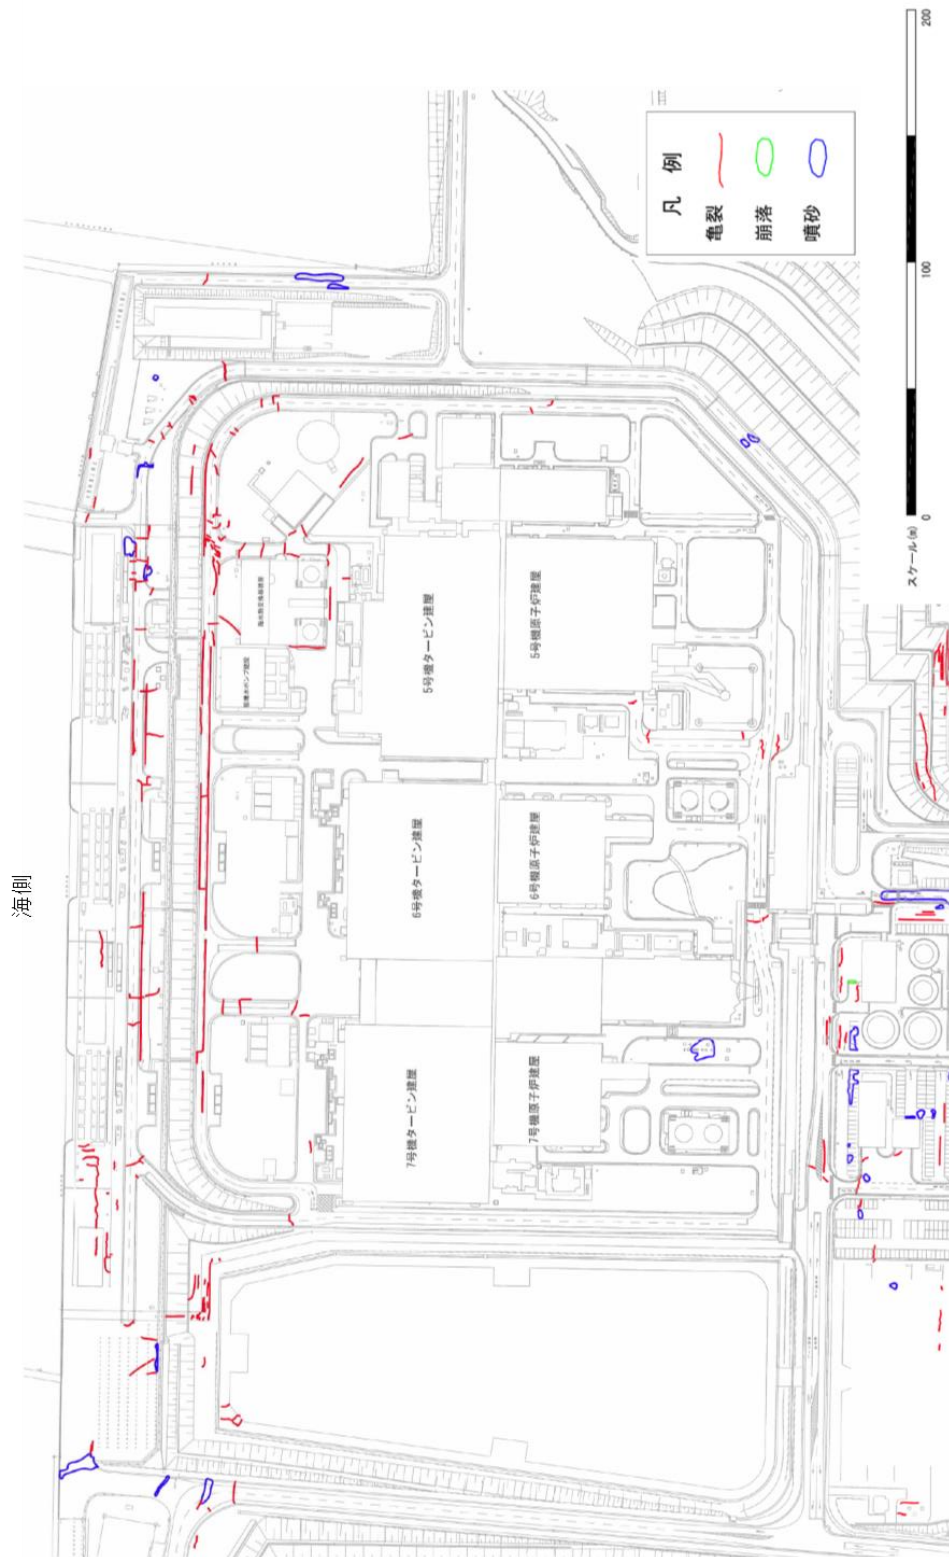 海側
凡 例
亀裂
崩落
噴砂
スケール(m)
0
100
200
5号機タービン建屋
5号機原子炉建屋
6号機タービン建屋
6号機原子炉建屋
7号機タービン建屋
7号機原子炉建屋